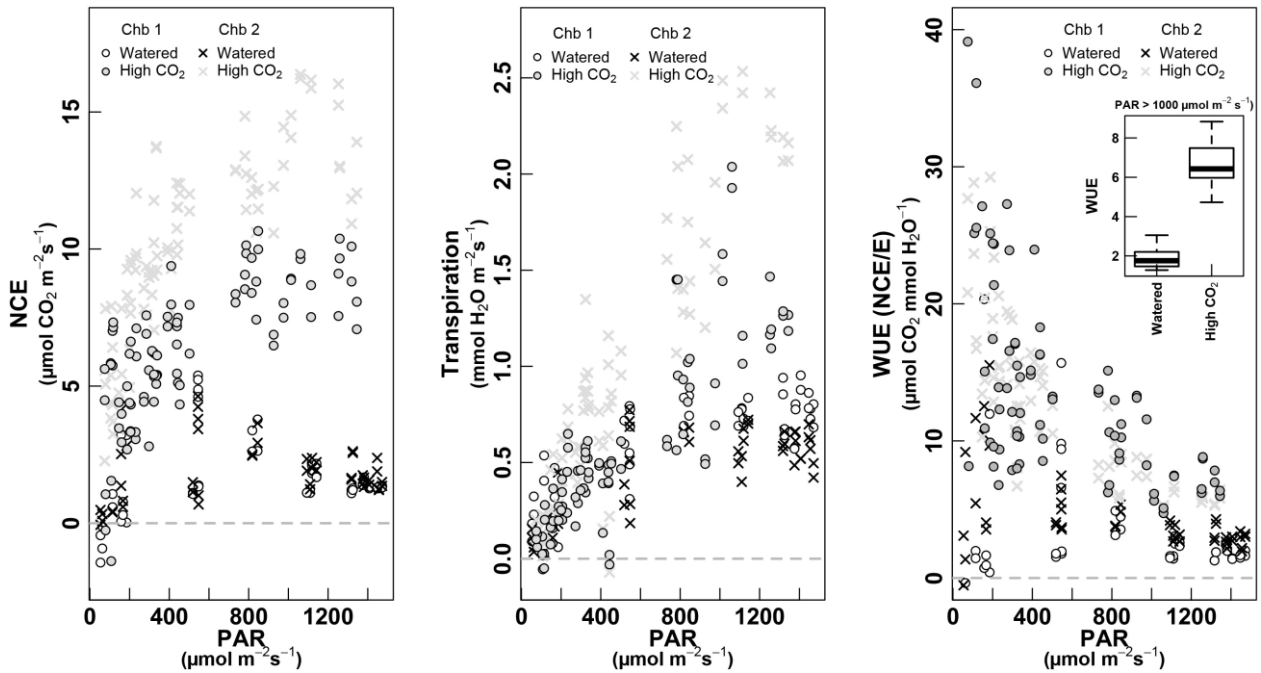 Chb 1 Chb 2
Watered Watered
High CO₂ High CO₂
NCE
(µmol CO₂ m⁻²s⁻¹)
15
10
5
0
0 400 800 1200
PAR
(µmol m⁻²s⁻¹)
Chb 1 Chb 2
Watered Watered
High CO₂ High CO₂
Transpiration
(mmol H₂O m⁻²s⁻¹)
2.5
2.0
1.5
1.0
0.5
0.0
0 400 800 1200
PAR
(µmol m⁻²s⁻¹)
Chb 1 Chb 2
Watered Watered
High CO₂ High CO₂
WUE (NCE/E)
(µmol CO₂ mmol H₂O⁻¹)
40
30
20
10
0
PAR > 1000 µmol m⁻² s⁻¹)
WUE
8
6
4
2
Watered
High CO₂
0 400 800 1200
PAR
(µmol m⁻²s⁻¹)